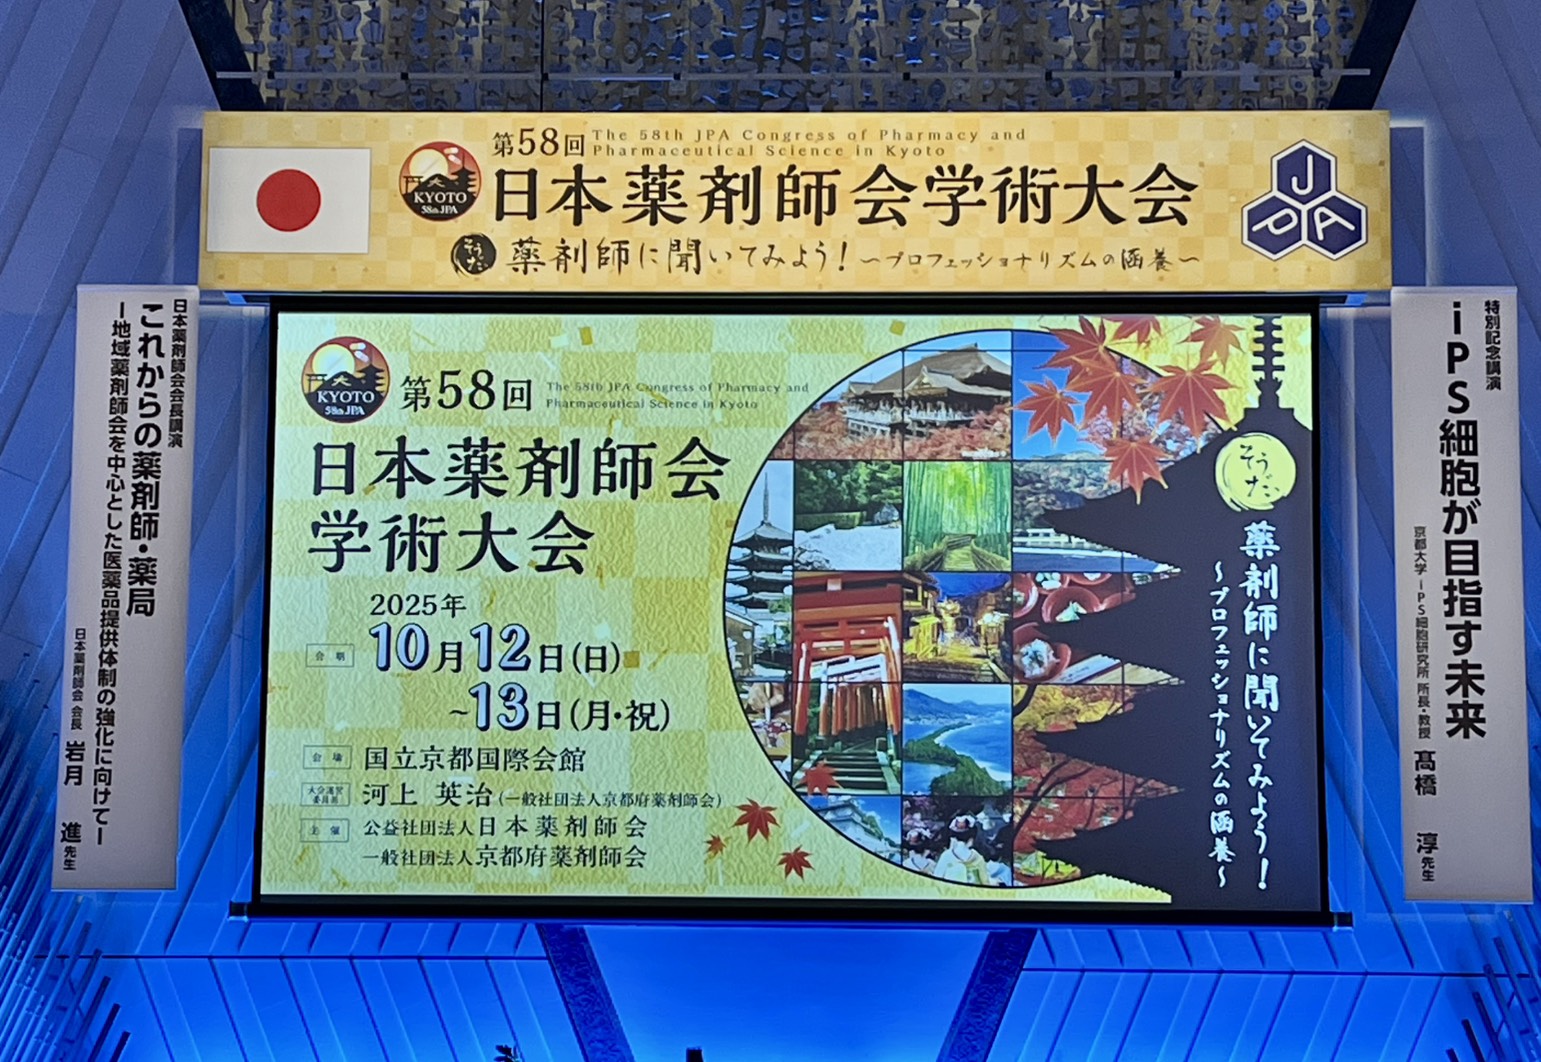 第58回 The 58th JPA Congress of Pharmacy and
Pharmaceutical Science in Kyoto
日本薬剤師会学術大会
そうだ 薬剤師に聞いてみよう！〜プロフェッショナリズムの涵養〜
KYOTO
58th JPA
J
P
A
日本薬剤師会会長講演
これからの薬剤師・薬局
ー地域薬剤師会を中心とした医薬品提供体制の強化に向けてー
日本薬剤師会 会長 岩月 進先生
KYOTO
58th JPA
第58回 The 58th JPA Congress of Pharmacy and
Pharmaceutical Science in Kyoto
日本薬剤師会
学術大会
2025年
会期 10月12日(日)
~13日(月・祝)
会場 国立京都国際会館
大会運営
委員長 河上 英治 (一般社団法人京都府薬剤師会)
主催 公益社団法人日本薬剤師会
一般社団法人京都府薬剤師会
そうだ
薬剤師に聞いてみよう！
〜プロフェッショナリズムの涵養〜
特別記念講演
iPS細胞が目指す未来
京都大学 iPS細胞研究所 所長・教授 髙橋 淳先生